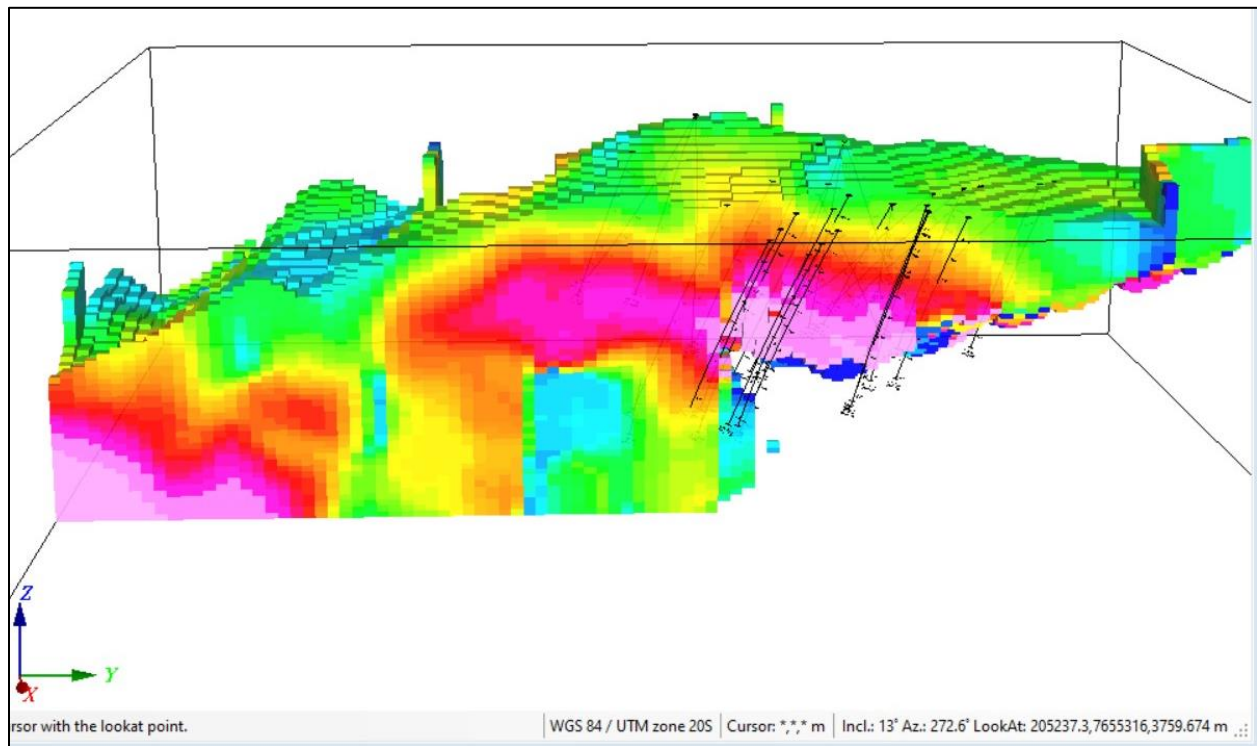 Z
Y
X
rsor with the lookat point.
WGS 84 / UTM zone 20S
Cursor: *,*,* m
Incl.: 13° Az.: 272.6° LookAt: 205237.3,7655316,3759.674 m